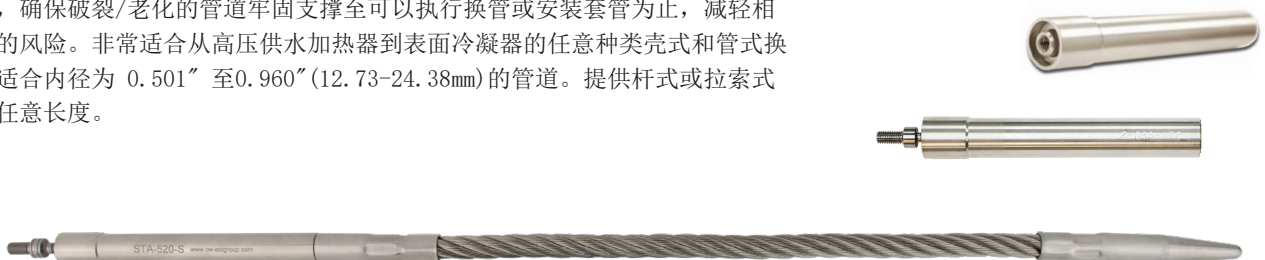 ，确保破裂/老化的管道牢固支撑至可以执行换管或安装套管为止，减轻相
的风险。非常适合从高压供水加热器到表面冷凝器的任意种类壳式和管式换
适合内径为 0.501″ 至0.960″(12.73-24.38mm)的管道。提供杆式或拉索式
任意长度。
STA-520-S www.cw-estgroup.com